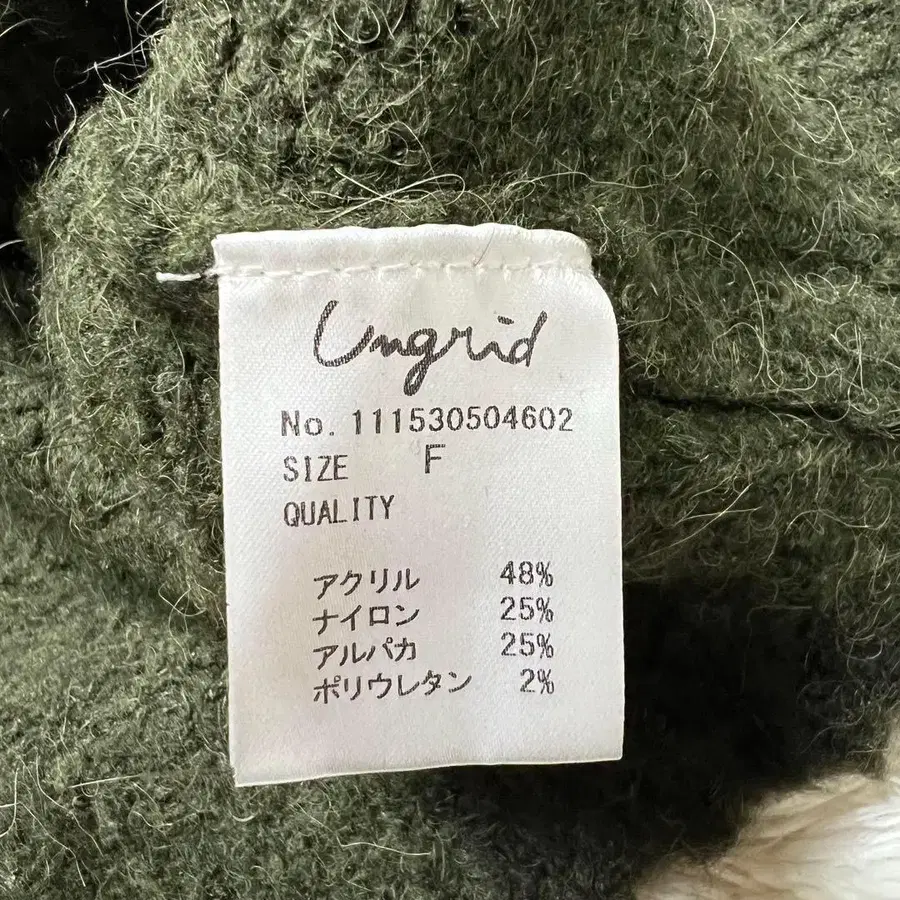 Ungrid
No. 111530504602
SIZE F
QUALITY
アクリル 48%
ナイロン 25%
アルパカ 25%
ポリウレタン 2%